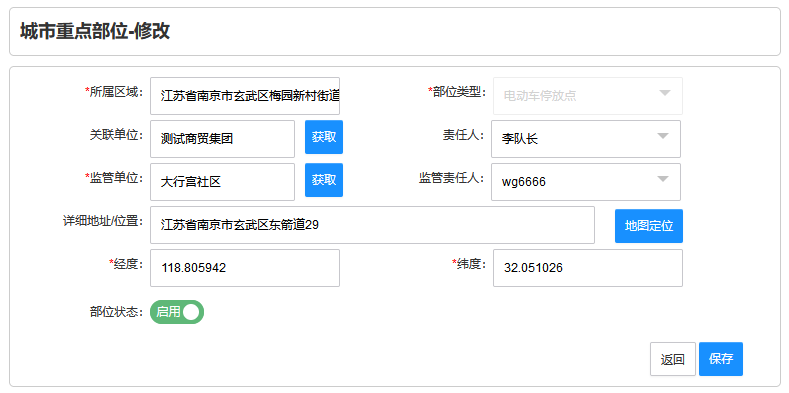 城市重点部位-修改
*所属区域: 江苏省南京市玄武区梅园新村街道 *部位类型: 电动车停放点
关联单位: 测试商贸集团 获取 责任人: 李队长
*监管单位: 大行宫社区 获取 监管责任人: wg6666
详细地址/位置: 江苏省南京市玄武区东箭道29 地图定位
*经度: 118.805942 *纬度: 32.051026
部位状态: 启用
返回 保存